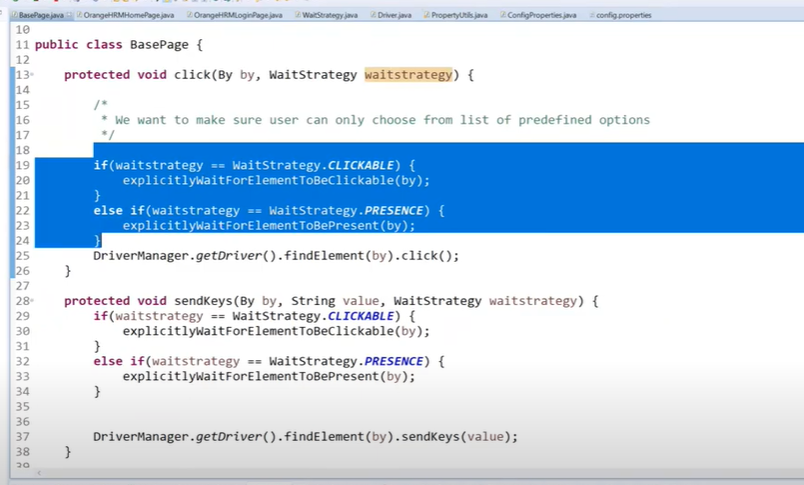 BasePage.java OrangeHRMHomePage.java OrangeHRMLoginPage.java WaitStrategy.java Driver.java PropertyUtils.java ConfigProperties.java config.properties
10
11 public class BasePage {
12
13 protected void click(By by, WaitStrategy waitstrategy) {
14
15 /*
16 * We want to make sure user can only choose from list of predefined options
17 */
18
19 if(waitstrategy == WaitStrategy.CLICKABLE) {
20 explicitlyWaitForElementToBeClickable(by);
21 }
22 else if(waitstrategy == WaitStrategy.PRESENCE) {
23 explicitlyWaitForElementToBePresent(by);
24 }
25 DriverManager.getDriver().findElement(by).click();
26 }
27
28 protected void sendKeys(By by, String value, WaitStrategy waitstrategy) {
29 if(waitstrategy == WaitStrategy.CLICKABLE) {
30 explicitlyWaitForElementToBeClickable(by);
31 }
32 else if(waitstrategy == WaitStrategy.PRESENCE) {
33 explicitlyWaitForElementToBePresent(by);
34 }
35
36
37 DriverManager.getDriver().findElement(by).sendKeys(value);
38 }
39